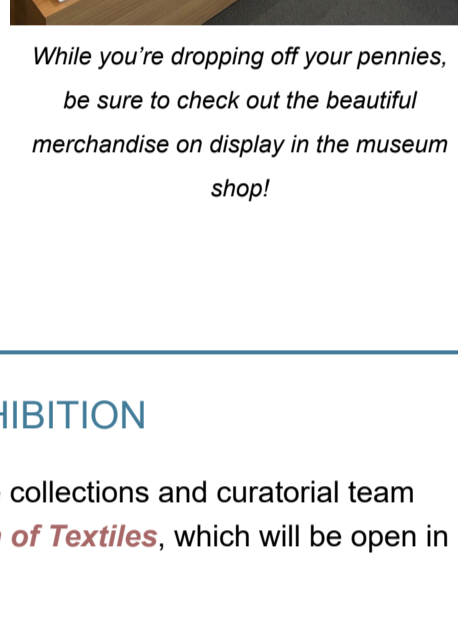 While you're dropping off your pennies,
be sure to check out the beautiful
merchandise on display in the museum
shop!
HIBITION
collections and curatorial team
of Textiles, which will be open in